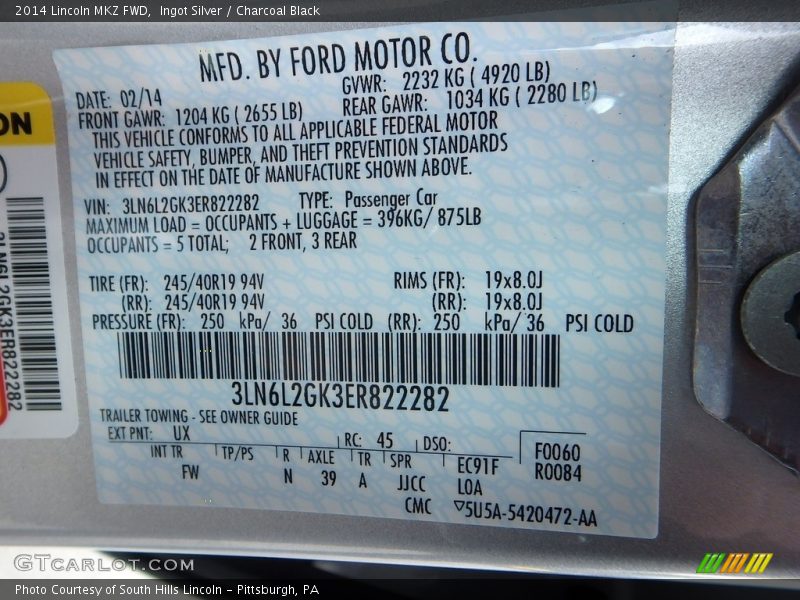 2014 Lincoln MKZ FWD, Ingot Silver / Charcoal Black
ON
3LN6L2GK3ER822282
MFD. BY FORD MOTOR CO.
DATE: 02/14 GVWR: 2232 KG ( 4920 LB)
FRONT GAWR: 1204 KG ( 2655 LB) REAR GAWR: 1034 KG ( 2280 LB)
THIS VEHICLE CONFORMS TO ALL APPLICABLE FEDERAL MOTOR
VEHICLE SAFETY, BUMPER, AND THEFT PREVENTION STANDARDS
IN EFFECT ON THE DATE OF MANUFACTURE SHOWN ABOVE.
VIN: 3LN6L2GK3ER822282 TYPE: Passenger Car
MAXIMUM LOAD = OCCUPANTS + LUGGAGE = 396KG/ 875LB
OCCUPANTS = 5 TOTAL; 2 FRONT, 3 REAR
TIRE (FR): 245/40R19 94V RIMS (FR): 19x8.0J
(RR): 245/40R19 94V (RR): 19x8.0J
PRESSURE (FR): 250 kPa/ 36 PSI COLD (RR): 250 kPa/ 36 PSI COLD
3LN6L2GK3ER822282
TRAILER TOWING - SEE OWNER GUIDE
EXT PNT: UX RC: 45 DSO: F0060
INT TR TP/PS R AXLE TR SPR EC91F R0084
FW N 39 A JJCC LOA
CMC ▽5U5A-5420472-AA
GTCarLot.com
Photo Courtesy of South Hills Lincoln - Pittsburgh, PA